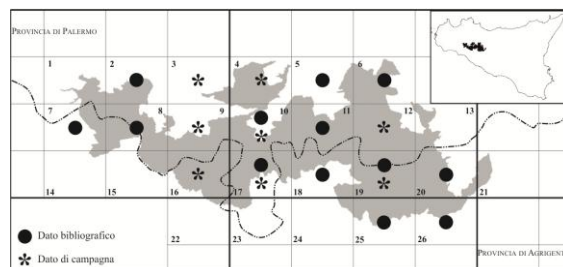 PROVINCIA DI PALERMO
1 2 3 4 5 6
7 8 9 10 11 12 13
14 15 16 17 18 19 20 21
Dato bibliografico
Dato di campagna
22 23 24 25 26
PROVINCIA DI AGRIGENT